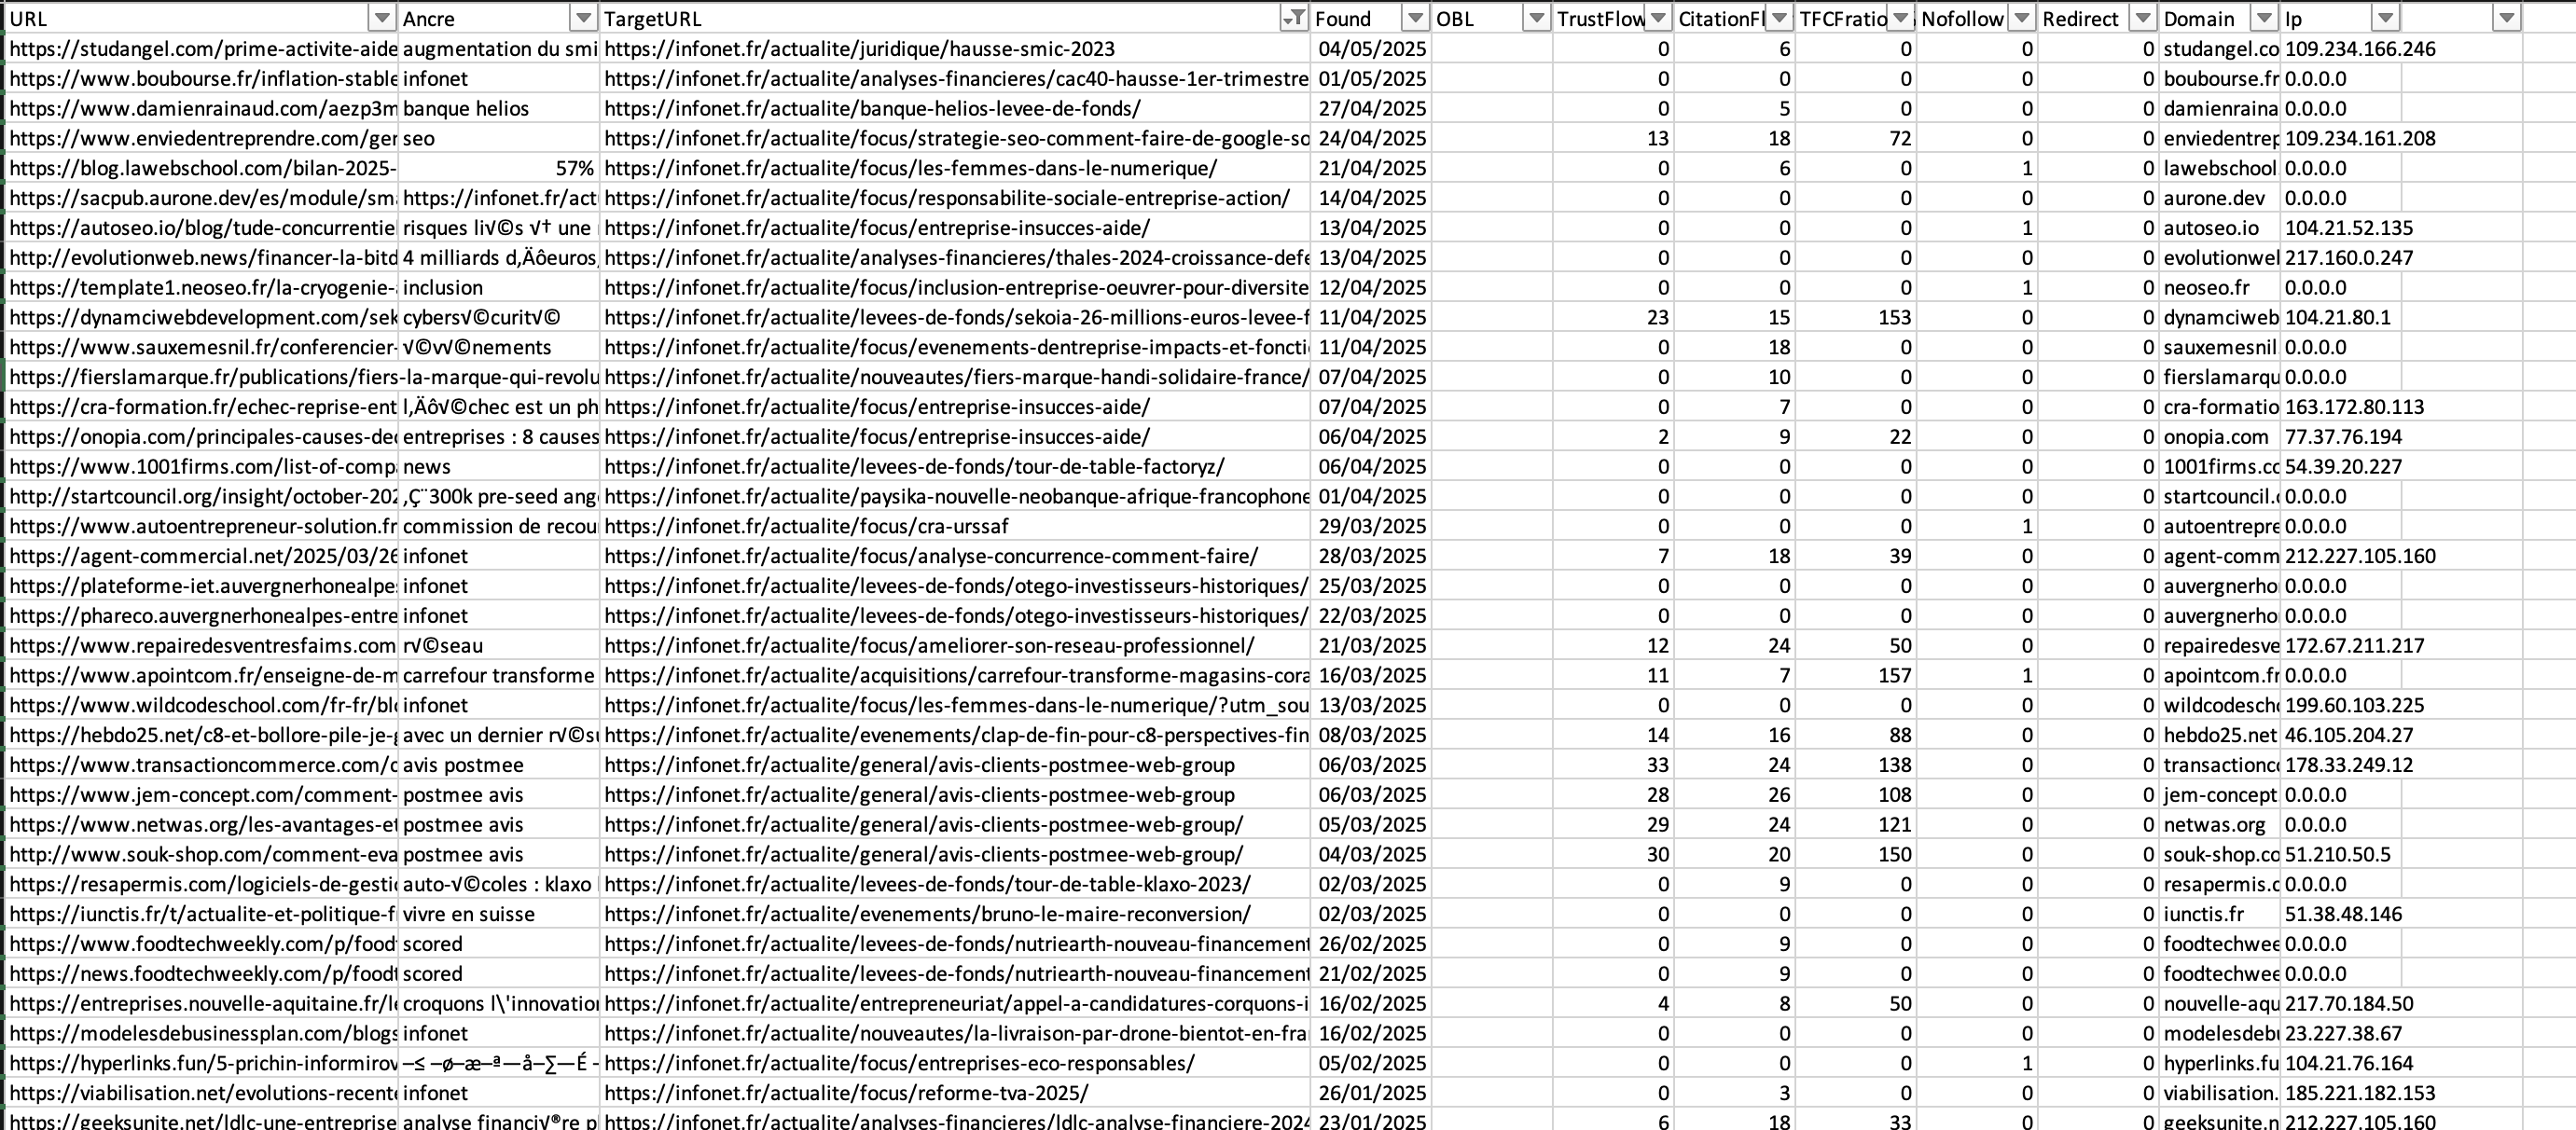 URL Ancre TargetURL Found OBL TrustFlow CitationFl TFCFratio Nofollow Redirect Domain Ip
https://studangel.com/prime-activite-aide augmentation du smi https://infonet.fr/actualite/juridique/hausse-smic-2023 04/05/2025 0 6 0 0 0 studangel.co 109.234.166.246
https://www.boubourse.fr/inflation-stable infonet https://infonet.fr/actualite/analyses-financieres/cac40-hausse-1er-trimestre 01/05/2025 0 0 0 0 0 boubourse.fr 0.0.0.0
https://www.damienrainaud.com/aezp3m banque helios https://infonet.fr/actualite/banque-helios-levee-de-fonds/ 27/04/2025 0 5 0 0 0 damienraina 0.0.0.0
https://www.enviedentreprendre.com/ger seo https://infonet.fr/actualite/focus/strategie-seo-comment-faire-de-google-so 24/04/2025 13 18 72 0 0 enviedentrep 109.234.161.208
https://blog.lawebschool.com/bilan-2025- 57% https://infonet.fr/actualite/focus/les-femmes-dans-le-numerique/ 21/04/2025 0 6 0 1 0 lawebschool 0.0.0.0
https://sacpub.aurone.dev/es/module/sma https://infonet.fr/act https://infonet.fr/actualite/focus/responsabilite-sociale-entreprise-action/ 14/04/2025 0 0 0 0 0 aurone.dev 0.0.0.0
https://autoseo.io/blog/tude-concurrentie risques li√©s √† une https://infonet.fr/actualite/focus/entreprise-insucces-aide/ 13/04/2025 0 0 0 1 0 autoseo.io 104.21.52.135
http://evolutionweb.news/financer-la-bitd 4 milliards d‚Äôeuros, https://infonet.fr/actualite/analyses-financieres/thales-2024-croissance-defe 13/04/2025 0 0 0 0 0 evolutionwel 217.160.0.247
https://template1.neoseo.fr/la-cryogenie- inclusion https://infonet.fr/actualite/focus/inclusion-entreprise-oeuvrer-pour-diversite 12/04/2025 0 0 0 1 0 neoseo.fr 0.0.0.0
https://dynamciwebdevelopment.com/sek cybers√©curit√© https://infonet.fr/actualite/levees-de-fonds/sekoia-26-millions-euros-levee-f 11/04/2025 23 15 153 0 0 dynamciweb 104.21.80.1
https://www.sauxemesnil.fr/conferencier- √©v√©nements https://infonet.fr/actualite/focus/evenements-dentreprise-impacts-et-foncti 11/04/2025 0 18 0 0 0 sauxemesnil 0.0.0.0
https://fierslamarque.fr/publications/fiers-la-marque-qui-revolu https://infonet.fr/actualite/nouveautes/fiers-marque-handi-solidaire-france/ 07/04/2025 0 10 0 0 0 fierslamarqu 0.0.0.0
https://cra-formation.fr/echec-reprise-ent l‚Äô√©chec est un ph https://infonet.fr/actualite/focus/entreprise-insucces-aide/ 07/04/2025 0 7 0 0 0 cra-formatio 163.172.80.113
https://onopia.com/principales-causes-dec entreprises : 8 causes https://infonet.fr/actualite/focus/entreprise-insucces-aide/ 06/04/2025 2 9 22 0 0 onopia.com 77.37.76.194
https://www.1001firms.com/list-of-comp news https://infonet.fr/actualite/levees-de-fonds/tour-de-table-factoryz/ 06/04/2025 0 0 0 0 0 1001firms.co 54.39.20.227
http://startcouncil.org/insight/october-202 ‚Ç¨300k pre-seed ang https://infonet.fr/actualite/paysika-nouvelle-neobanque-afrique-francophone 01/04/2025 0 0 0 0 0 startcouncil. 0.0.0.0
https://www.autoentrepreneur-solution.fr commission de recou https://infonet.fr/actualite/focus/cra-urssaf 29/03/2025 0 0 0 1 0 autoentrepre 0.0.0.0
https://agent-commercial.net/2025/03/26 infonet https://infonet.fr/actualite/focus/analyse-concurrence-comment-faire/ 28/03/2025 7 18 39 0 0 agent-comm 212.227.105.160
https://plateforme-iet.auvergnerhonealpe infonet https://infonet.fr/actualite/levees-de-fonds/otego-investisseurs-historiques/ 25/03/2025 0 0 0 0 0 auvergnerho 0.0.0.0
https://phareco.auvergnerhonealpes-entre infonet https://infonet.fr/actualite/levees-de-fonds/otego-investisseurs-historiques/ 22/03/2025 0 0 0 0 0 auvergnerho 0.0.0.0
https://www.repairedesventresfaims.com r√©seau https://infonet.fr/actualite/focus/ameliorer-son-reseau-professionnel/ 21/03/2025 12 24 50 0 0 repairedesve 172.67.211.217
https://www.apointcom.fr/enseigne-de-m carrefour transforme https://infonet.fr/actualite/acquisitions/carrefour-transforme-magasins-cora 16/03/2025 11 7 157 1 0 apointcom.fr 0.0.0.0
https://www.wildcodeschool.com/fr-fr/blo infonet https://infonet.fr/actualite/focus/les-femmes-dans-le-numerique/?utm_sou 13/03/2025 0 0 0 0 0 wildcodescho 199.60.103.225
https://hebdo25.net/c8-et-bollore-pile-je-g avec un dernier r√©su https://infonet.fr/actualite/evenements/clap-de-fin-pour-c8-perspectives-fin 08/03/2025 14 16 88 0 0 hebdo25.net 46.105.204.27
https://www.transactioncommerce.com/c avis postmee https://infonet.fr/actualite/general/avis-clients-postmee-web-group 06/03/2025 33 24 138 0 0 transactionco 178.33.249.12
https://www.jem-concept.com/comment- postmee avis https://infonet.fr/actualite/general/avis-clients-postmee-web-group 06/03/2025 28 26 108 0 0 jem-concept 0.0.0.0
https://www.netwas.org/les-avantages-et postmee avis https://infonet.fr/actualite/general/avis-clients-postmee-web-group/ 05/03/2025 29 24 121 0 0 netwas.org 0.0.0.0
http://www.souk-shop.com/comment-eva postmee avis https://infonet.fr/actualite/general/avis-clients-postmee-web-group/ 04/03/2025 30 20 150 0 0 souk-shop.co 51.210.50.5
https://resapermis.com/logiciels-de-gestic auto-√©coles : klaxo https://infonet.fr/actualite/levees-de-fonds/tour-de-table-klaxo-2023/ 02/03/2025 0 9 0 0 0 resapermis.c 0.0.0.0
https://iunctis.fr/t/actualite-et-politique-f vivre en suisse https://infonet.fr/actualite/evenements/bruno-le-maire-reconversion/ 02/03/2025 0 0 0 0 0 iunctis.fr 51.38.48.146
https://www.foodtechweekly.com/p/food scored https://infonet.fr/actualite/levees-de-fonds/nutriearth-nouveau-financement 26/02/2025 0 9 0 0 0 foodtechwee 0.0.0.0
https://news.foodtechweekly.com/p/foodt scored https://infonet.fr/actualite/levees-de-fonds/nutriearth-nouveau-financement 21/02/2025 0 9 0 0 0 foodtechwee 0.0.0.0
https://entreprises.nouvelle-aquitaine.fr/le croquons l\'innovation https://infonet.fr/actualite/entrepreneuriat/appel-a-candidatures-corquons-i 16/02/2025 4 8 50 0 0 nouvelle-aqu 217.70.184.50
https://modelesdebusinessplan.com/blogs infonet https://infonet.fr/actualite/nouveautes/la-livraison-par-drone-bientot-en-fra 16/02/2025 0 0 0 0 0 modelesdeb 23.227.38.67
https://hyperlinks.fun/5-prichin-informirov –≤ –ø–æ–ª—å–∑—É – https://infonet.fr/actualite/focus/entreprises-eco-responsables/ 05/02/2025 0 0 0 1 0 hyperlinks.fu 104.21.76.164
https://viabilisation.net/evolutions-recente infonet https://infonet.fr/actualite/focus/reforme-tva-2025/ 26/01/2025 0 3 0 0 0 viabilisation. 185.221.182.153
https://geeksunite.net/ldlc-une-entreprise analyse financi√®re p https://infonet.fr/actualite/analyses-financieres/ldlc-analyse-financiere-2024 23/01/2025 6 18 33 0 0 geeksunite.n 212.227.105.160